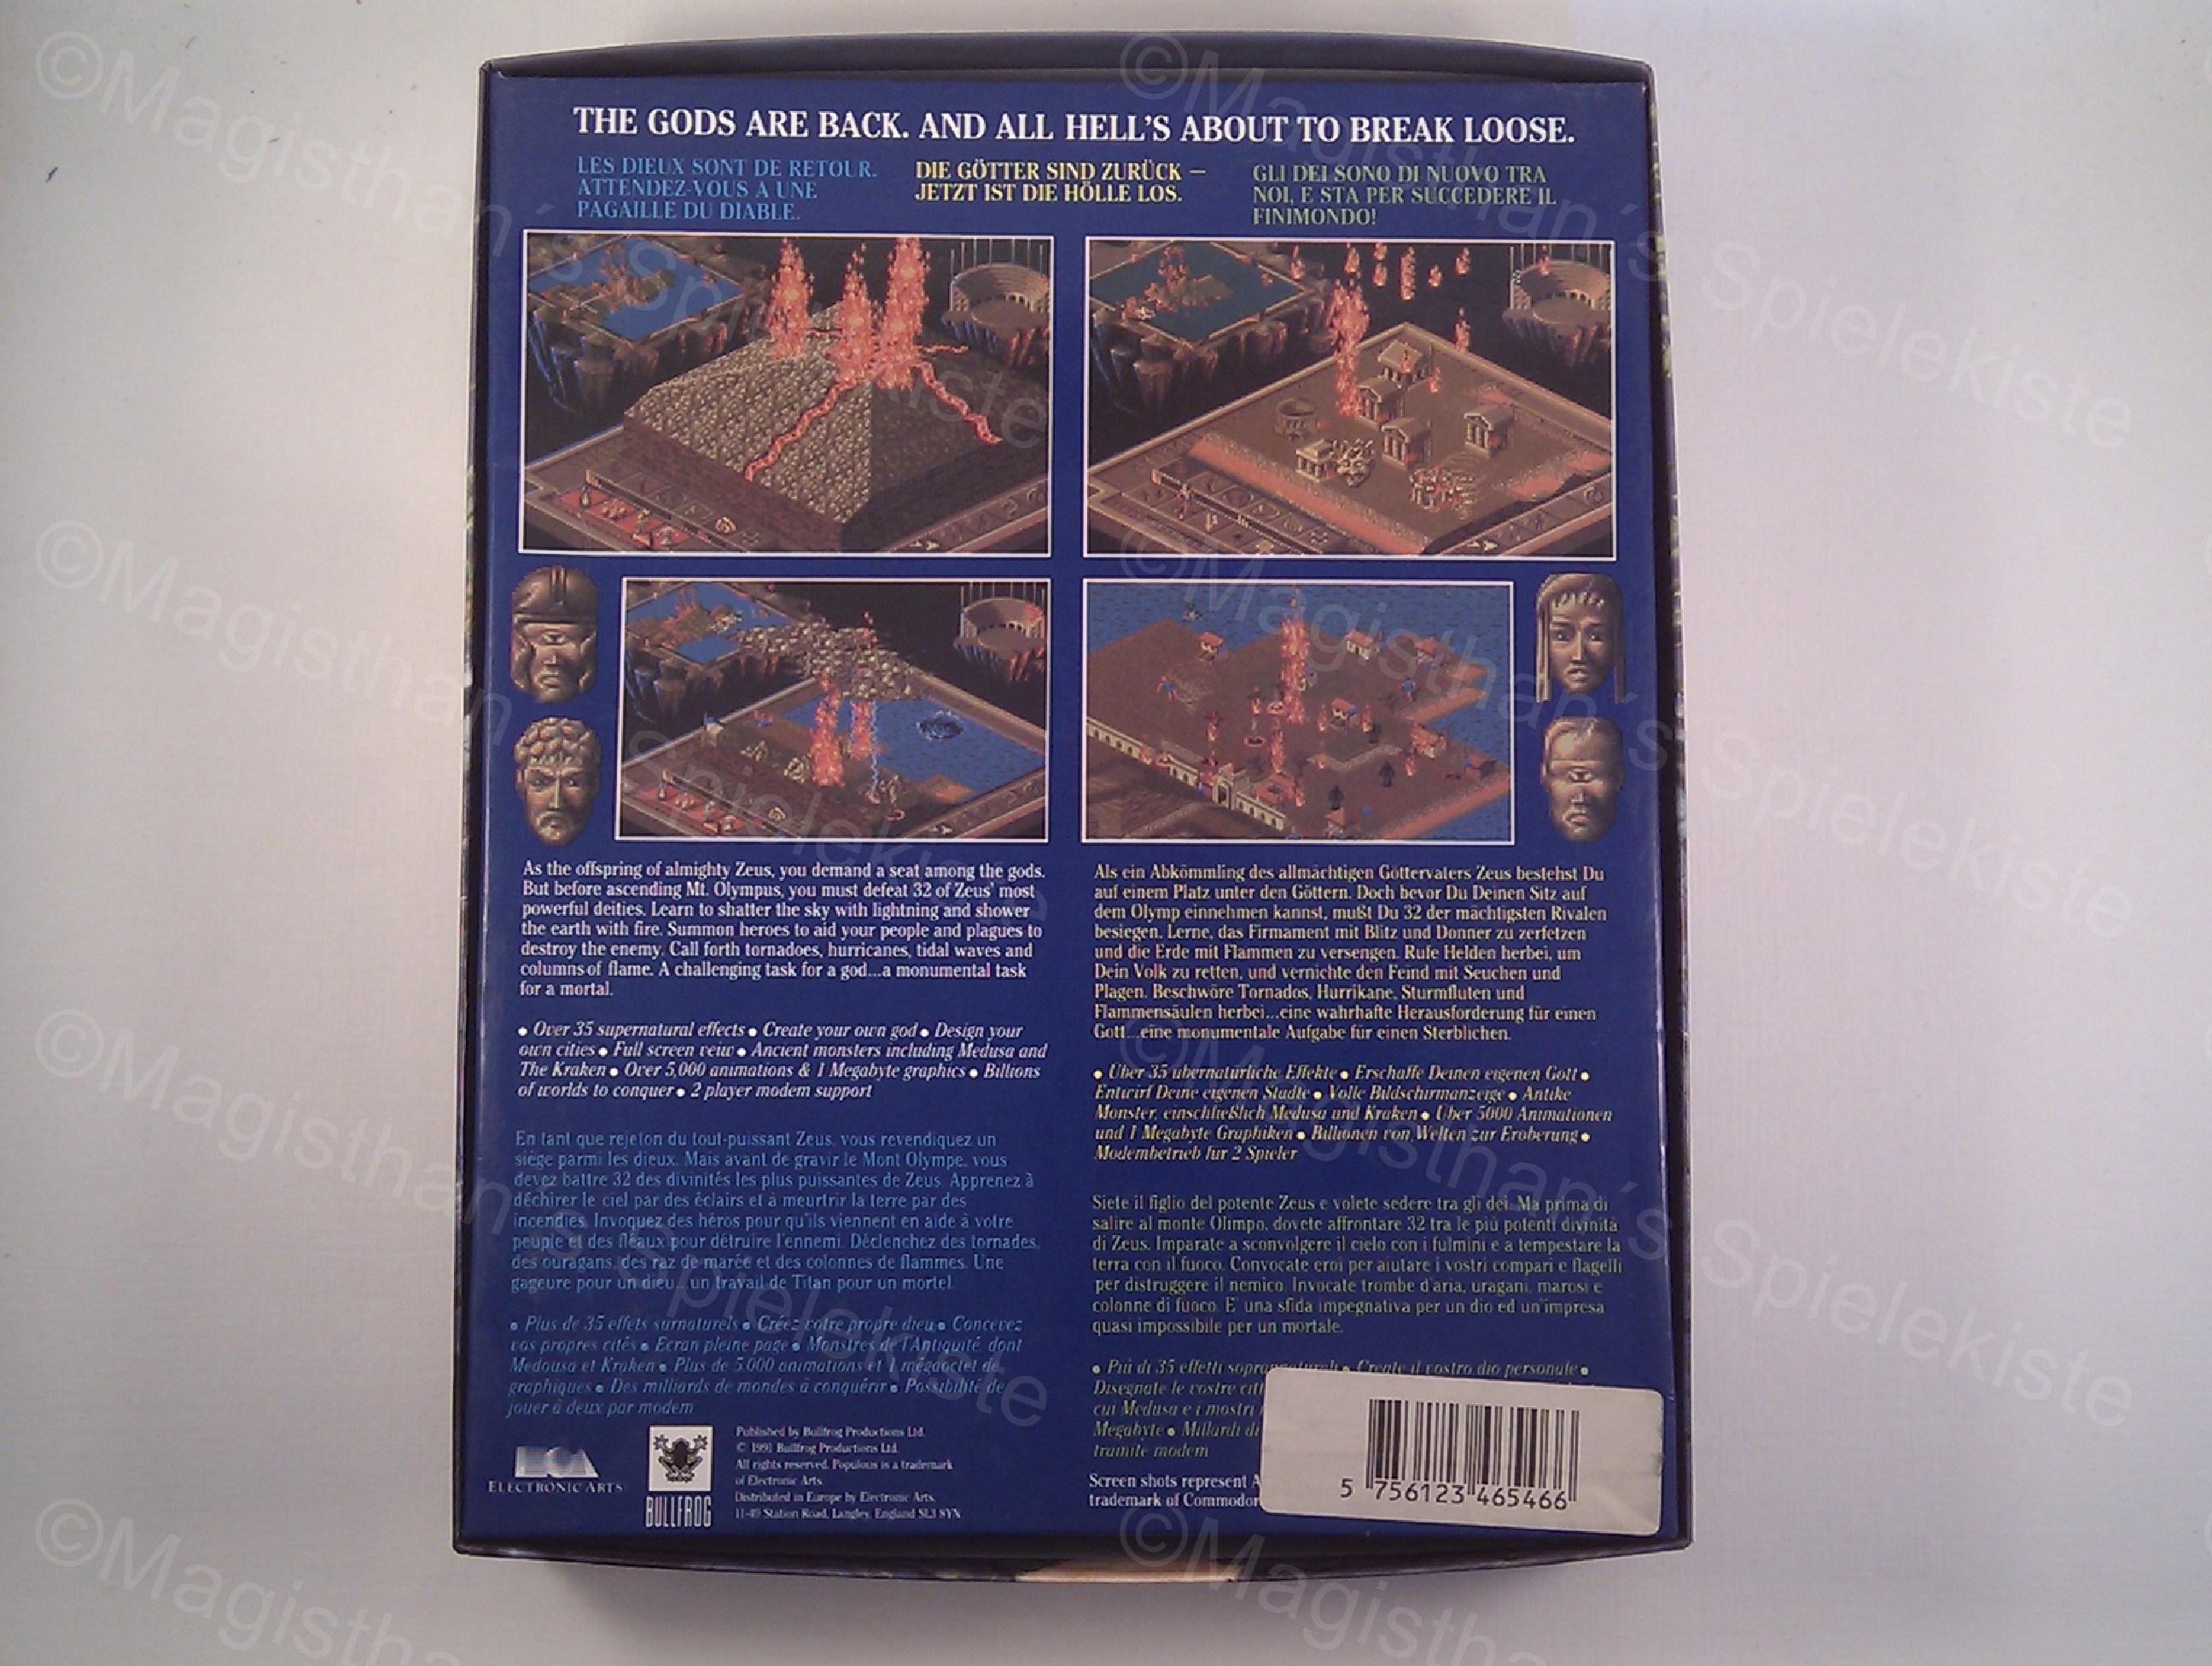 THE GODS ARE BACK. AND ALL HELL'S ABOUT TO BREAK LOOSE.
LES DIEUX SONT DE RETOUR.
ATTENDEZ-VOUS A UNE
PAGAILLE DU DIABLE.
DIE GÖTTER SIND ZURÜCK –
JETZT IST DIE HÖLLE LOS.
GLI DEI SONO DI NUOVO TRA
NOI, E STA PER SUCCEDERE IL
FINIMONDO!
As the offspring of almighty Zeus, you demand a seat among the gods.
But before ascending Mt. Olympus, you must defeat 32 of Zeus' most
powerful deities. Learn to shatter the sky with lightning and shower
the earth with fire. Summon heroes to aid your people and plagues to
destroy the enemy. Call forth tornadoes, hurricanes, tidal waves and
columns of flame. A challenging task for a god...a monumental task
for a mortal.
• Over 35 supernatural effects • Create your own god • Design your
own cities • Full screen veiw • Ancient monsters including Medusa and
The Kraken • Over 5,000 animations & 1 Megabyte graphics • Billions
of worlds to conquer • 2 player modem support
En tant que rejeton du tout-puissant Zeus, vous revendiquez un
siège parmi les dieux. Mais avant de gravir le Mont Olympe, vous
devez battre 32 des divinités les plus puissantes de Zeus. Apprenez à
déchirer le ciel par des éclairs et à meurtrir la terre par des
incendies. Invoquez des héros pour qu'ils viennent en aide à votre
peuple et des fléaux pour détruire l'ennemi. Déclenchez des tornades,
des ouragans, des raz de marée et des colonnes de flammes. Une
gageure pour un dieu...un travail de Titan pour un mortel.
• Plus de 35 effets surnaturels • Créez votre propre dieu • Concevez
vos propres cités • Ecran pleine page • Monstres de l'Antiquité dont
Medousa et Kraken • Plus de 5.000 animations et 1 mégaoctet de
graphiques • Des milliards de mondes à conquérir • Possibilité de
jouer à deux par modem
Als ein Abkömmling des allmächtigen Göttervaters Zeus bestehst Du
auf einem Platz unter den Göttern. Doch bevor Du Deinen Sitz auf
dem Olymp einnehmen kannst, mußt Du 32 der mächtigsten Rivalen
besiegen. Lerne, das Firmament mit Blitz und Donner zu zerfetzen
und die Erde mit Flammen zu versengen. Rufe Helden herbei, um
Dein Volk zu retten, und vernichte den Feind mit Seuchen und
Plagen. Beschwöre Tornados, Hurrikane, Sturmfluten und
Flammensäulen herbei...eine wahrhafte Herausforderung für einen
Gott...eine monumentale Aufgabe für einen Sterblichen.
• Über 35 übernatürliche Effekte • Erschaffe Deinen eigenen Gott •
Entwirf Deine eigenen Städte • Volle Bildschirmanzeige • Antike
Monster, einschließlich Medusa und Kraken • Über 5000 Animationen
und 1 Megabyte Graphiken • Billionen von Welten zur Eroberung •
Modembetrieb für 2 Spieler
Siete il figlio del potente Zeus e volete sedere tra gli dei. Ma prima di
salire al monte Olimpo, dovete affrontare 32 tra le più potenti divinità
di Zeus. Imparate a sconvolgere il cielo con i fulmini e a tempestare la
terra con il fuoco. Convocate eroi per aiutare i vostri compari e flagelli
per distruggere il nemico. Invocate trombe d'aria, uragani, marosi e
colonne di fuoco. E' una sfida impegnativa per un dio ed un'impresa
quasi impossibile per un mortale.
• Più di 35 effetti soprannaturali • Create il vostro dio personale •
Disegnate le vostre citt
cui Medusa e i mostri
Megabyte • Miliardi di
tramite modem
Screen shots represent A
trademark of Commodor
ELECTRONIC ARTS
BULLFROG
Published by Bullfrog Productions Ltd.
© 1991 Bullfrog Productions Ltd.
All rights reserved. Populous is a trademark
of Electronic Arts.
Distributed in Europe by Electronic Arts,
11-49 Station Road, Langley, England SL3 8YN
5 756123 465466
©Magisthan´s Spielekiste